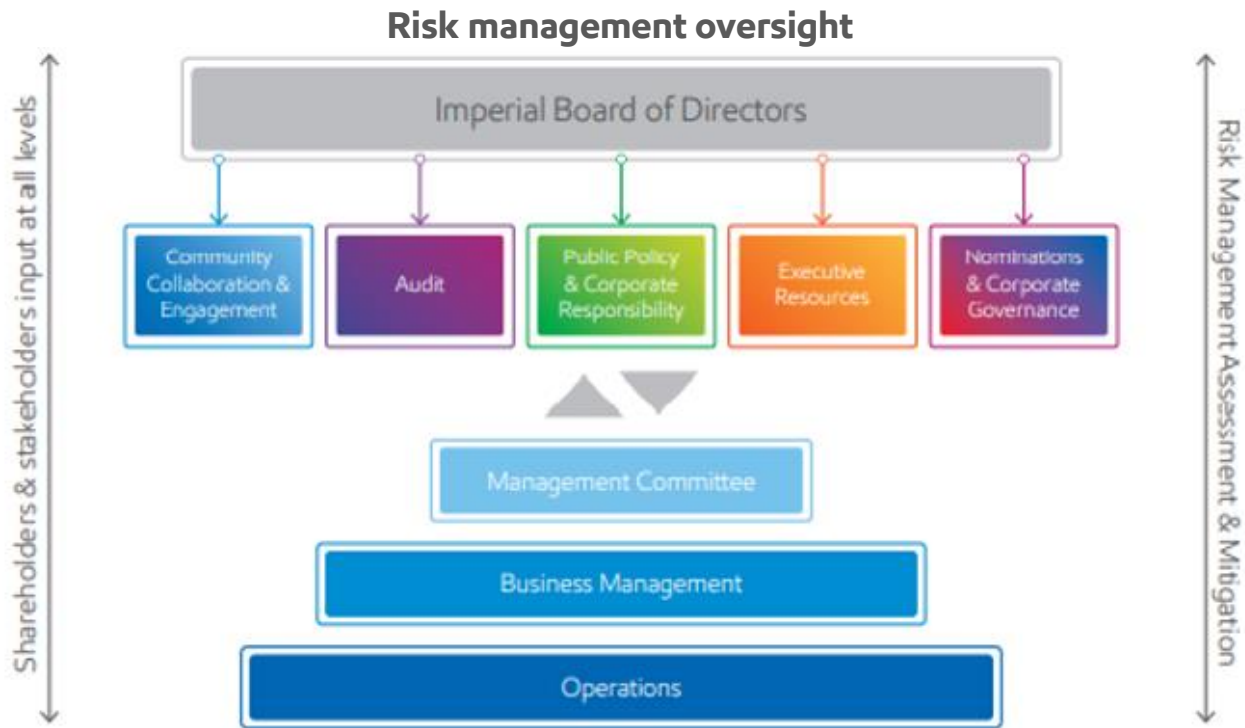 Risk management oversight
Shareholders & stakeholders input at all levels
Imperial Board of Directors
Community
Collaboration &
Engagement
Audit
Public Policy
& Corporate
Responsibility
Executive
Resources
Nominations
& Corporate
Governance
Management Committee
Business Management
Operations
Risk Management Assessment & Mitigation